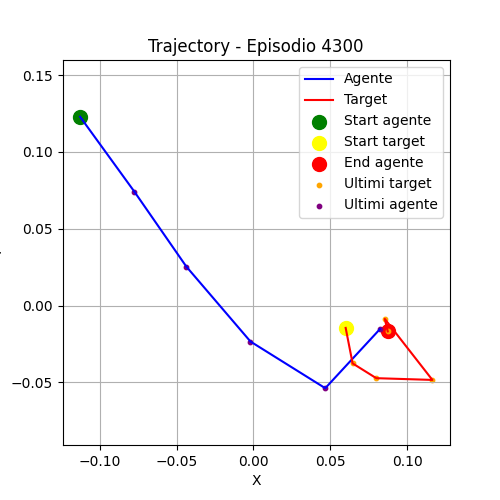 Trajectory - Episodio 4300
0.15
0.10
0.05
0.00
−0.05
−0.10
−0.05
0.00
0.05
0.10
X
Agente
Target
Start agente
Start target
End agente
Ultimi target
Ultimi agente